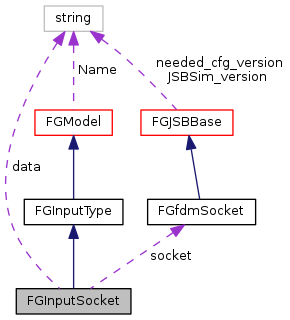 string
needed_cfg_version
JSBSim_version
Name
FGModel
FGJSBBase
data
FGInputType
FGfdmSocket
socket
FGInputSocket